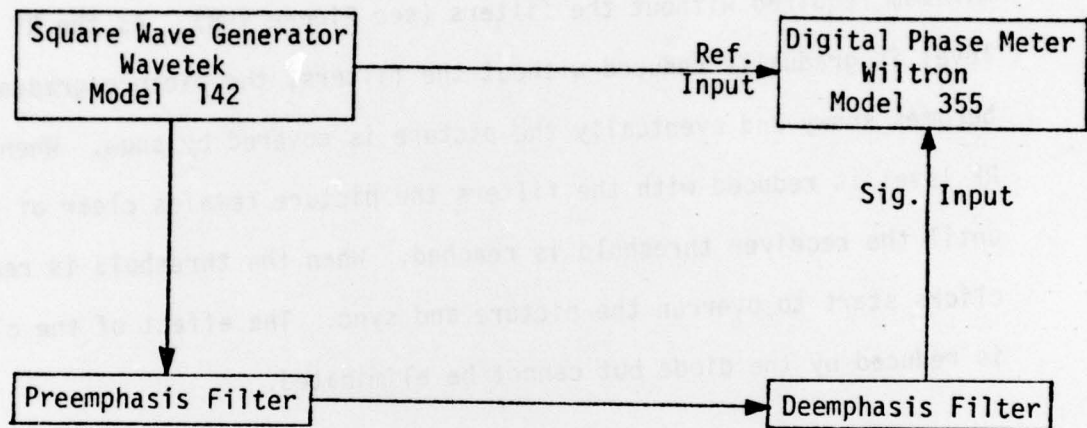 Square Wave Generator
Wavetek
Model 142
Ref
Input
Digital Phase Meter
Wiltron
Model 355
Sig. Input
Preemphasis Filter
Deemphasis Filter